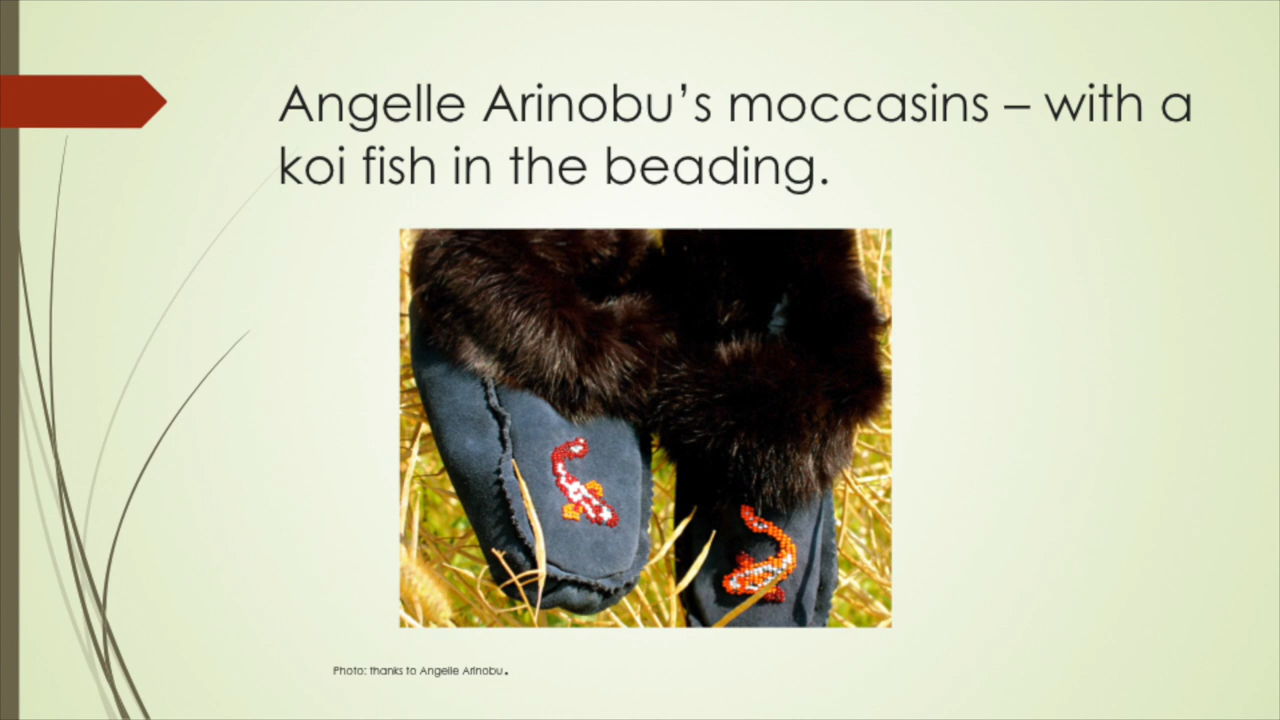 Angelle Arinobu’s moccasins – with a
koi fish in the beading.
Photo: thanks to Angelle Arinobu.